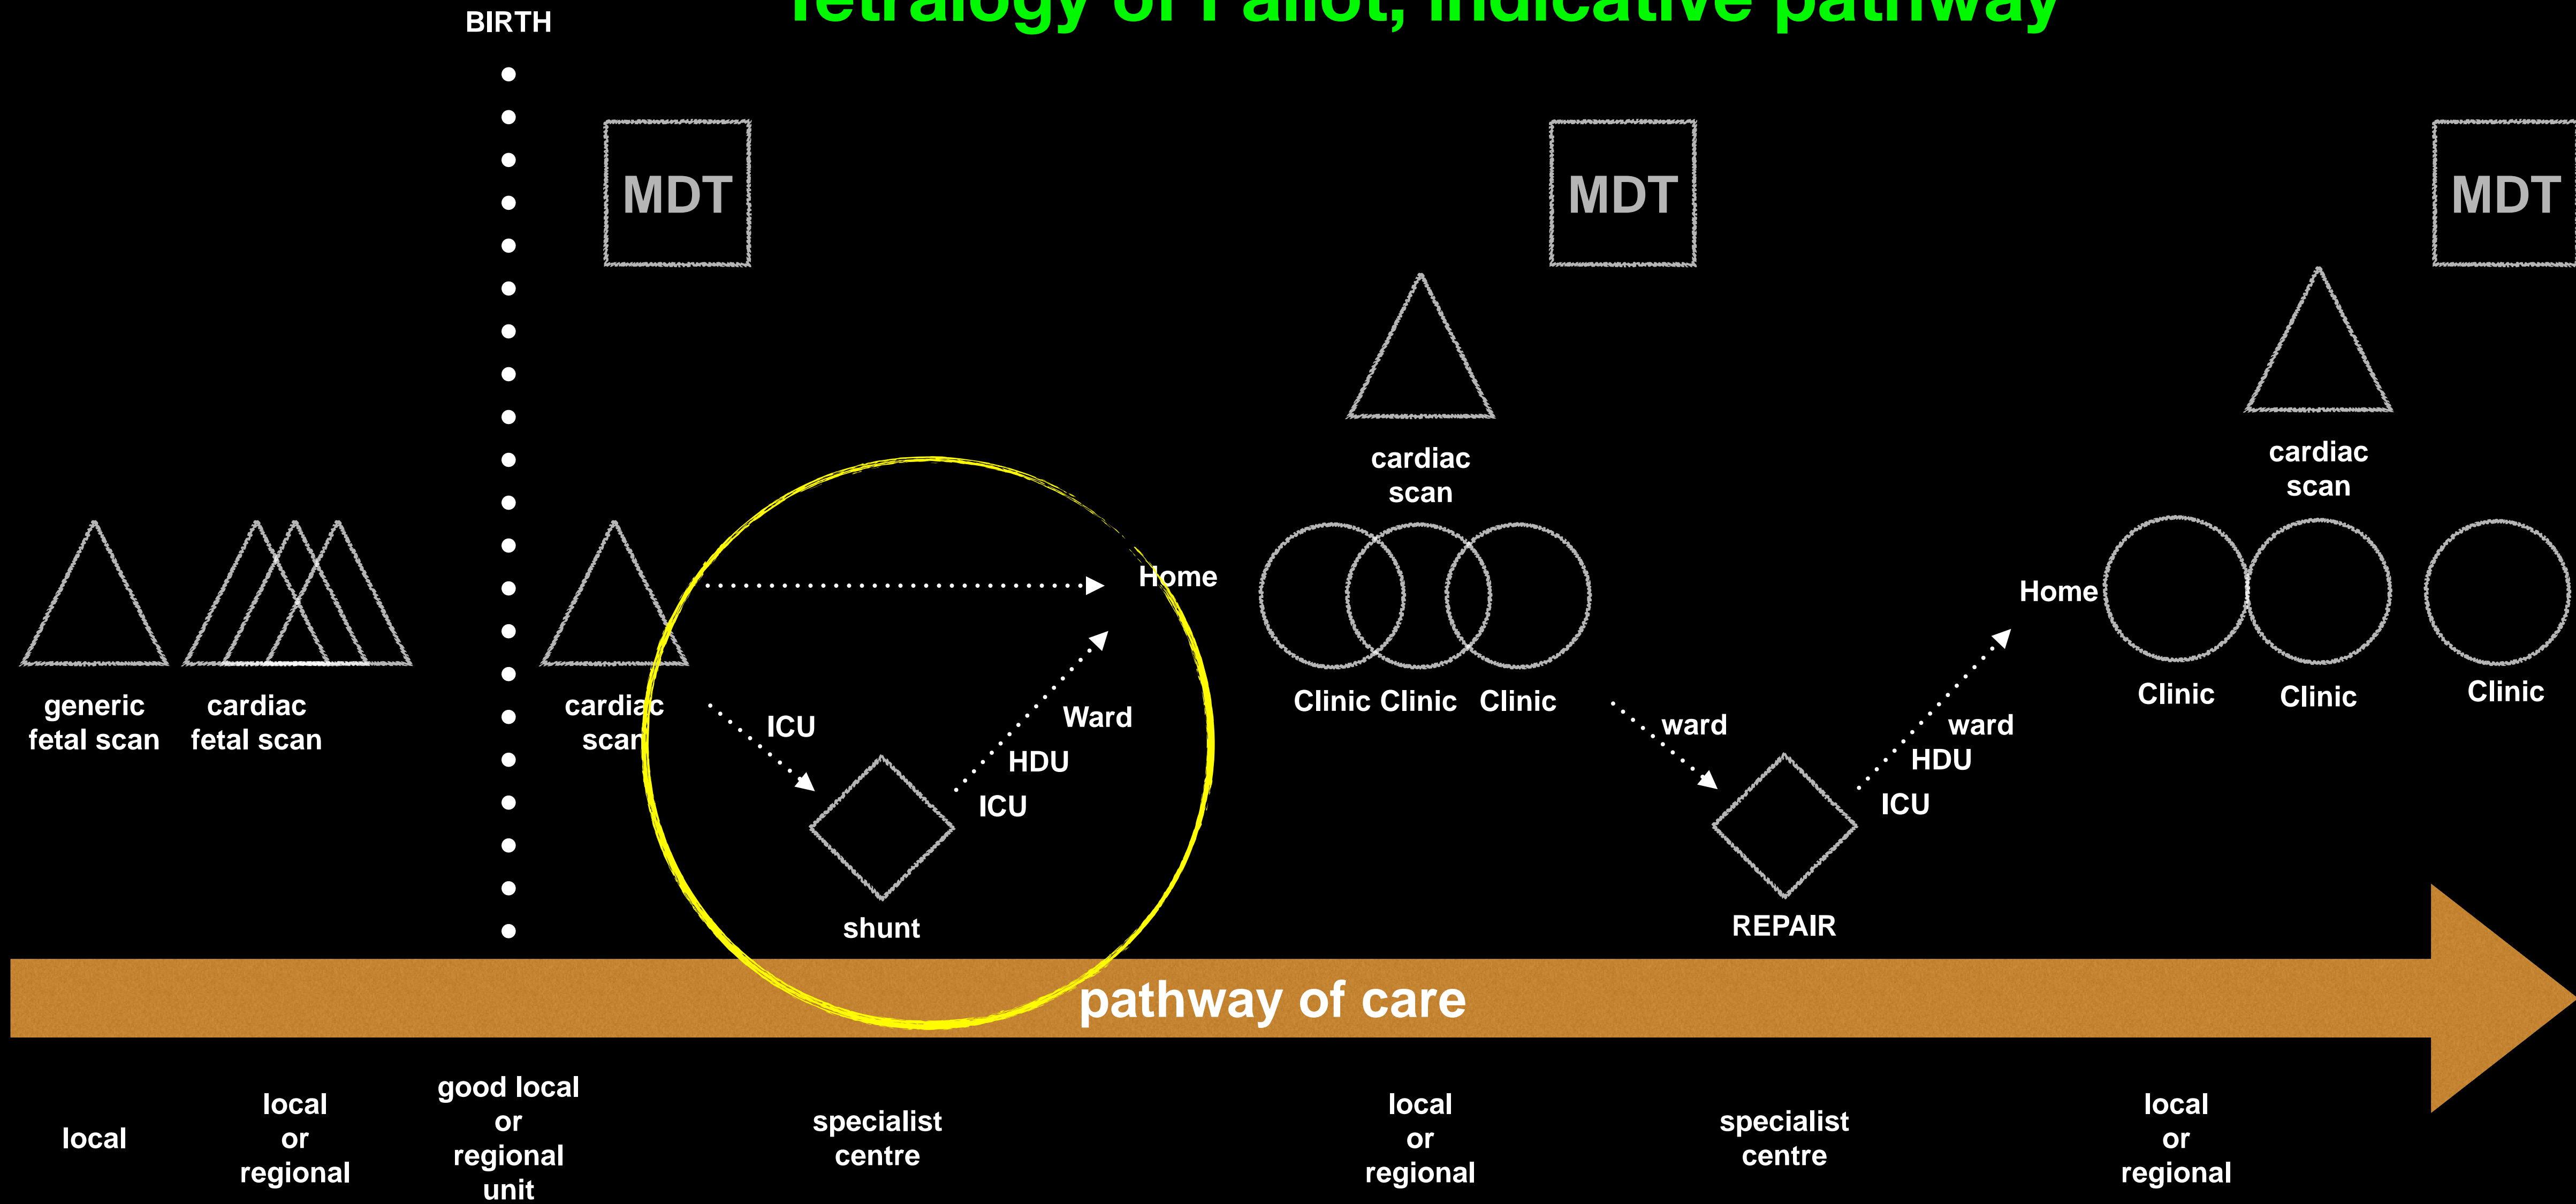 Tetralogy of Fallot, indicative pathway
BIRTH
MDT
MDT
MDT
cardiac
scan
cardiac
scan
Home
Home
generic
fetal scan
cardiac
fetal scan
cardiac
scan
ICU
Ward
HDU
ICU
shunt
Clinic
Clinic
Clinic
ward
ward
HDU
ICU
REPAIR
Clinic
Clinic
Clinic
pathway of care
local
local
or
regional
good local
or
regional
unit
specialist
centre
local
or
regional
specialist
centre
local
or
regional